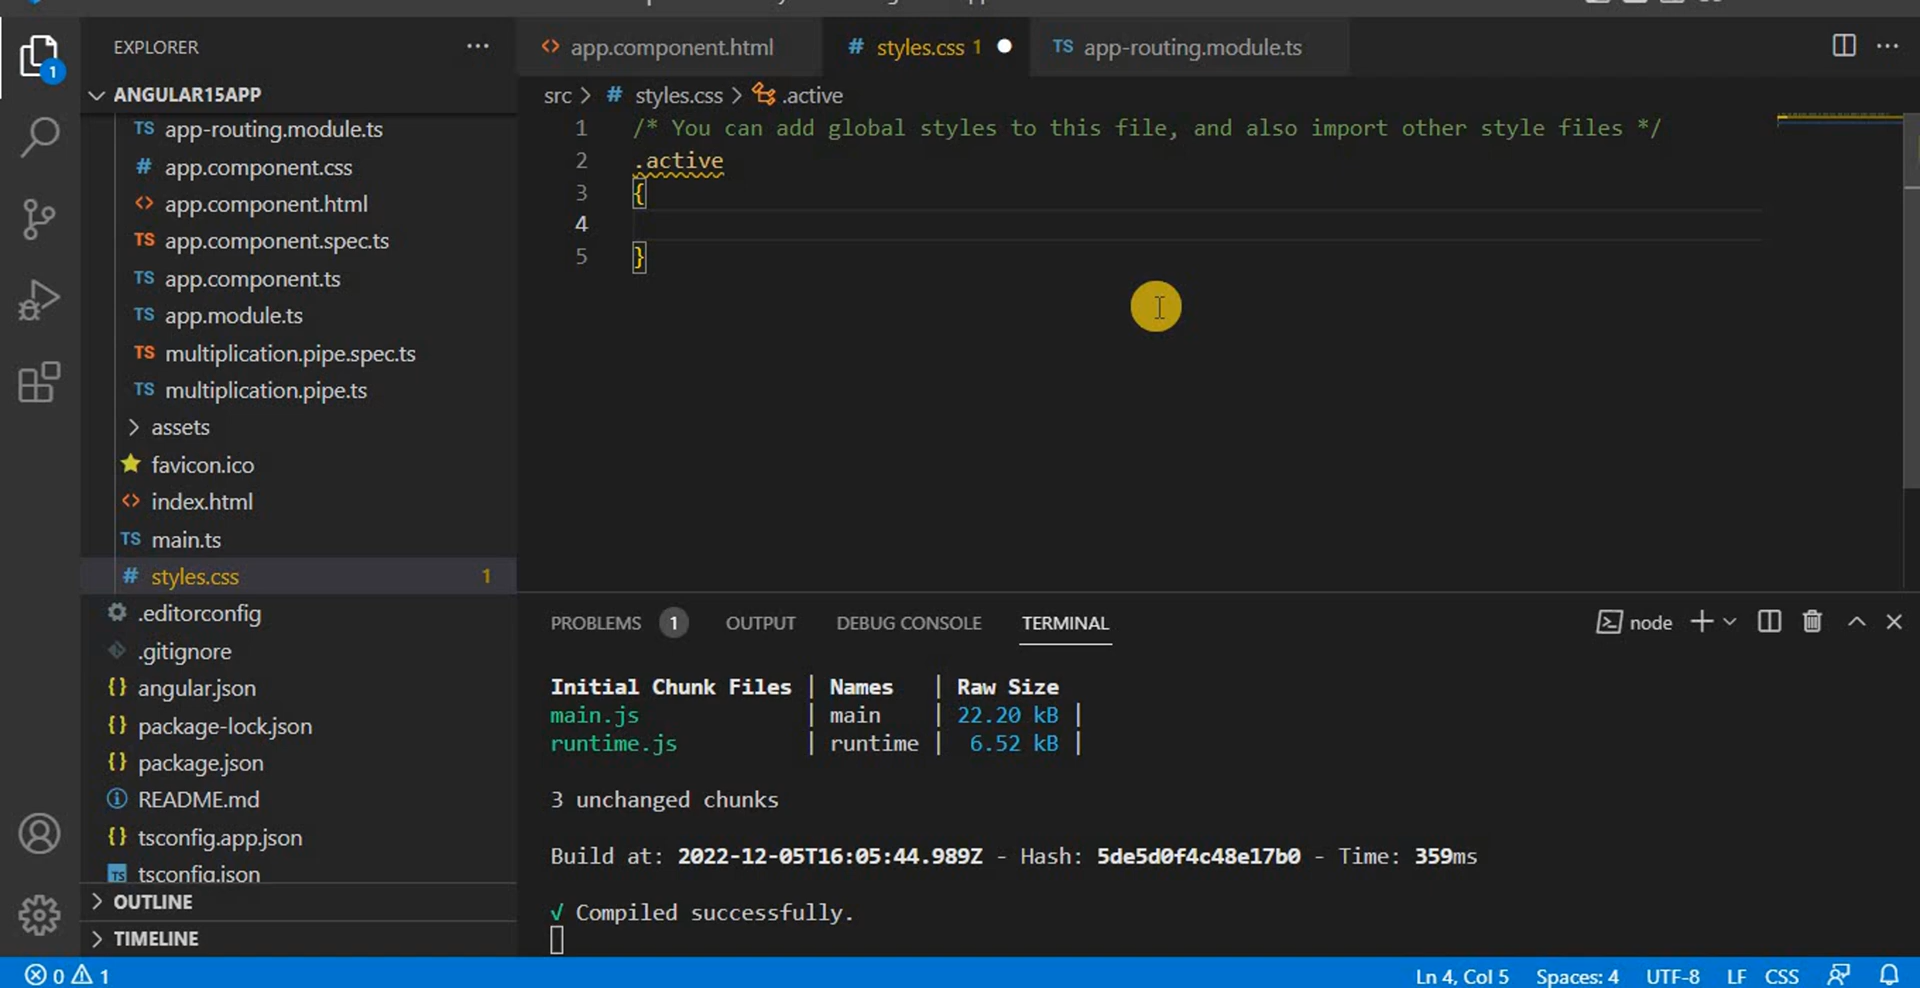 EXPLORER
ANGULAR15APP
app-routing.module.ts
app.component.css
app.component.html
app.component.spec.ts
app.component.ts
app.module.ts
multiplication.pipe.spec.ts
multiplication.pipe.ts
assets
favicon.ico
index.html
main.ts
styles.css 1
.editorconfig
.gitignore
angular.json
package-lock.json
package.json
README.md
tsconfig.app.json
tsconfig.json
OUTLINE
TIMELINE
app.component.html
styles.css 1
app-routing.module.ts
src > # styles.css > .active
1 /* You can add global styles to this file, and also import other style files */
2 .active
3 {
4
5 }
PROBLEMS 1 OUTPUT DEBUG CONSOLE TERMINAL
node
Initial Chunk Files | Names | Raw Size
main.js | main | 22.20 kB |
runtime.js | runtime | 6.52 kB |
3 unchanged chunks
Build at: 2022-12-05T16:05:44.989Z - Hash: 5de5d0f4c48e17b0 - Time: 359ms
√ Compiled successfully.
0 1
Ln 4, Col 5 Spaces: 4 UTF-8 LF CSS